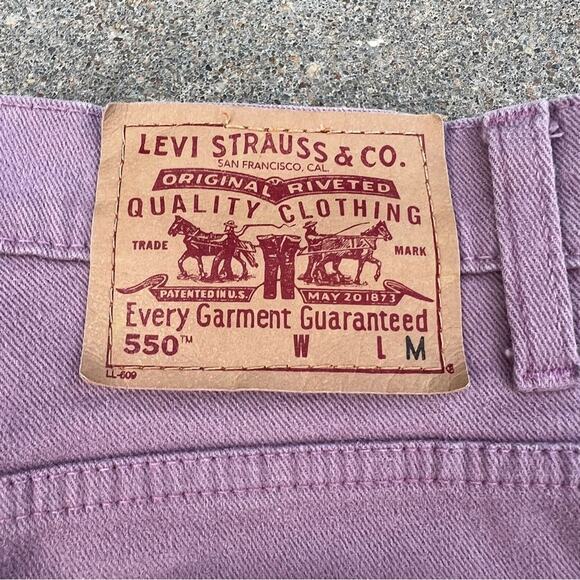 LEVI STRAUSS & CO.
SAN FRANCISCO, CAL.
ORIGINAL RIVETED
QUALITY CLOTHING
TRADE MARK
PATENTED IN U.S. MAY 20 1873
Every Garment Guaranteed
550™ W L M
LL-609 ®